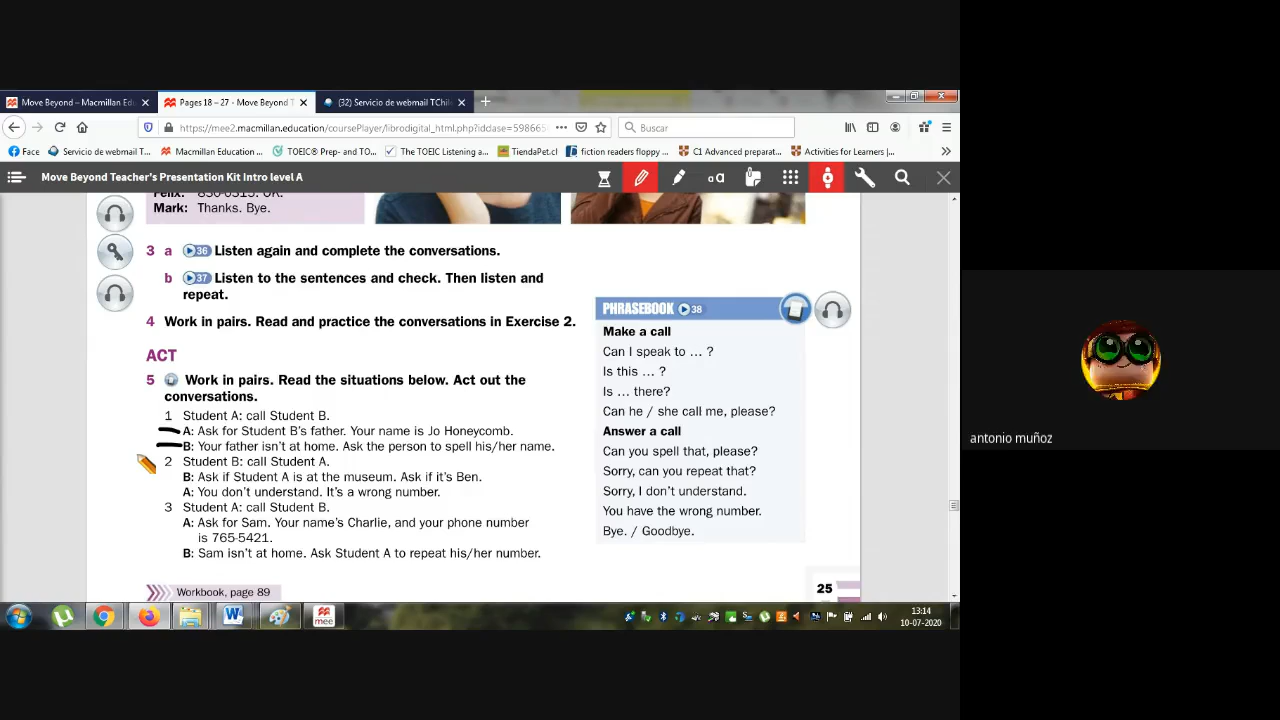 Move Beyond – Macmillan Ed
Pages 18 – 27 - Move Beyond T
(32) Servicio de webmail TChil
https://mee2.macmillan.education/coursePlayer/librodigital_html.php?idclase=598665
Buscar
Face
Servicio de webmail T...
Macmillan Education ...
TOEIC® Prep- and TO...
The TOEIC Listening a...
TiendaPet.cl
fiction readers floppy ...
C1 Advanced preparat...
Activities for Learners |...
Move Beyond Teacher's Presentation Kit Intro level A
Mark: Thanks. Bye.
3 a 36 Listen again and complete the conversations.
b 37 Listen to the sentences and check. Then listen and
repeat.
4 Work in pairs. Read and practice the conversations in Exercise 2.
ACT
5 Work in pairs. Read the situations below. Act out the
conversations.
1 Student A: call Student B.
A: Ask for Student B's father. Your name is Jo Honeycomb.
B: Your father isn't at home. Ask the person to spell his/her name.
2 Student B: call Student A.
B: Ask if Student A is at the museum. Ask if it's Ben.
A: You don't understand. It's a wrong number.
3 Student A: call Student B.
A: Ask for Sam. Your name's Charlie, and your phone number
is 765-5421.
B: Sam isn't at home. Ask Student A to repeat his/her number.
PHRASEBOOK 38
Make a call
Can I speak to ... ?
Is this ... ?
Is ... there?
Can he / she call me, please?
Answer a call
Can you spell that, please?
Sorry, can you repeat that?
Sorry, I don't understand.
You have the wrong number.
Bye. / Goodbye.
Workbook, page 89
25
mee
13:14
10-07-2020
antonio muñoz